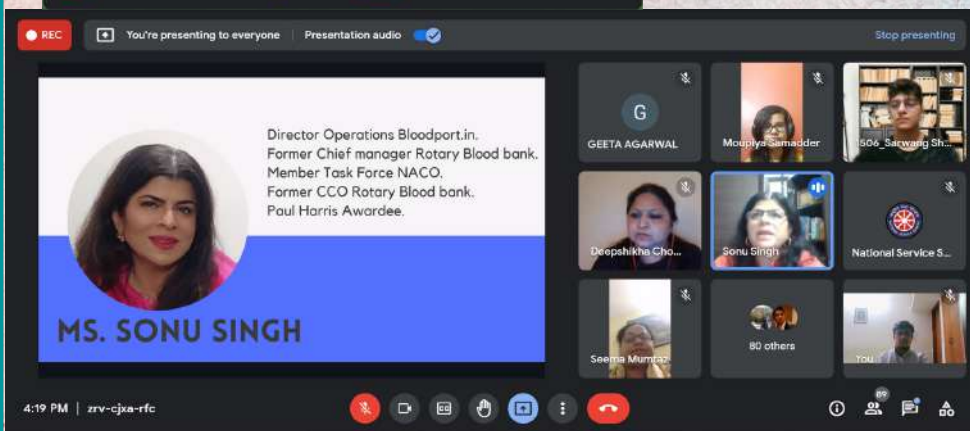 REC
You're presenting to everyone
Presentation audio
Stop presenting
Director Operations Bloodport.in.
Former Chief manager Rotary Blood bank.
Member Task Force NACO.
Former CCO Rotary Blood bank.
Paul Harris Awardee.
MS. SONU SINGH
G
GEETA AGARWAL
Moupiya Samadder
1506_Sarwang Sh...
Deepshikha Cho...
Sonu Singh
National Service S...
Seema Mumtaz
80 others
You
4:19 PM | zrv-cjxa-rfc
CC
89